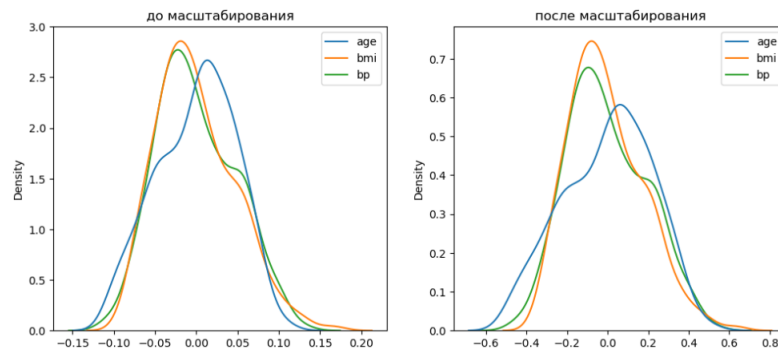 до масштабирования
3.0
2.5
2.0
1.5
1.0
0.5
0.0
Density
age
bmi
bp
−0.15 −0.10 −0.05 0.00 0.05 0.10 0.15 0.20
после масштабирования
0.7
0.6
0.5
0.4
0.3
0.2
0.1
0.0
Density
age
bmi
bp
−0.6 −0.4 −0.2 0.0 0.2 0.4 0.6 0.8